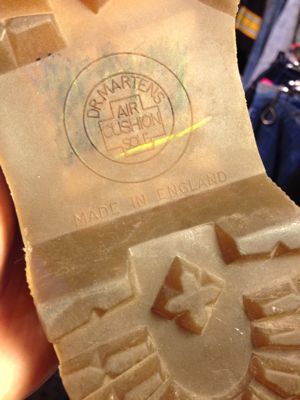 DR. MARTENS
AIR
CUSHION
SOLE
MADE IN ENGLAND